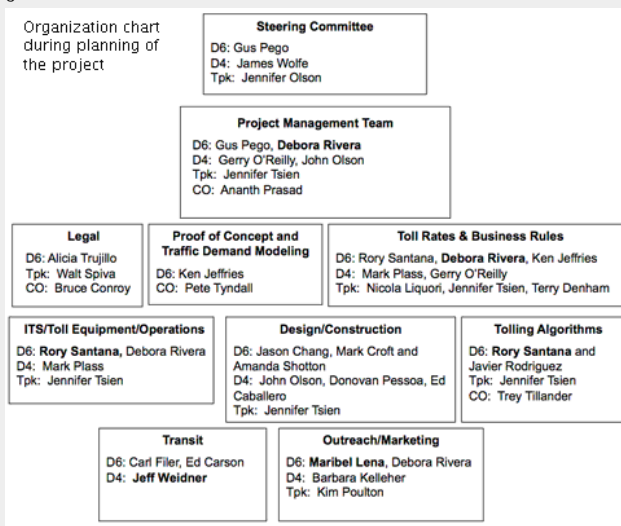 Organization chart
during planning of
the project
Steering Committee
D6: Gus Pego
D4: James Wolfe
Tpk: Jennifer Olson
Project Management Team
D6: Gus Pego, Debora Rivera
D4: Gerry O'Reilly, John Olson
Tpk: Jennifer Tsien
CO: Ananth Prasad
Legal
D6: Alicia Trujillo
Tpk: Walt Spiva
CO: Bruce Conroy
Proof of Concept and
Traffic Demand Modeling
D6: Ken Jeffries
CO: Pete Tyndall
Toll Rates & Business Rules
D6: Rory Santana, Debora Rivera, Ken Jeffries
D4: Mark Plass, Gerry O'Reilly
Tpk: Nicola Liquori, Jennifer Tsien, Terry Denham
ITS/Toll Equipment/Operations
D6: Rory Santana, Debora Rivera
D4: Mark Plass
Tpk: Jennifer Tsien
Design/Construction
D6: Jason Chang, Mark Croft and
Amanda Shotton
D4: John Olson, Donovan Pessoa, Ed
Caballero
Tpk: Jennifer Tsien
Tolling Algorithms
D6: Rory Santana and
Javier Rodriguez
Tpk: Jennifer Tsien
CO: Trey Tillander
Transit
D6: Carl Filer, Ed Carson
D4: Jeff Weidner
Outreach/Marketing
D6: Maribel Lena, Debora Rivera
D4: Barbara Kelleher
Tpk: Kim Poulton